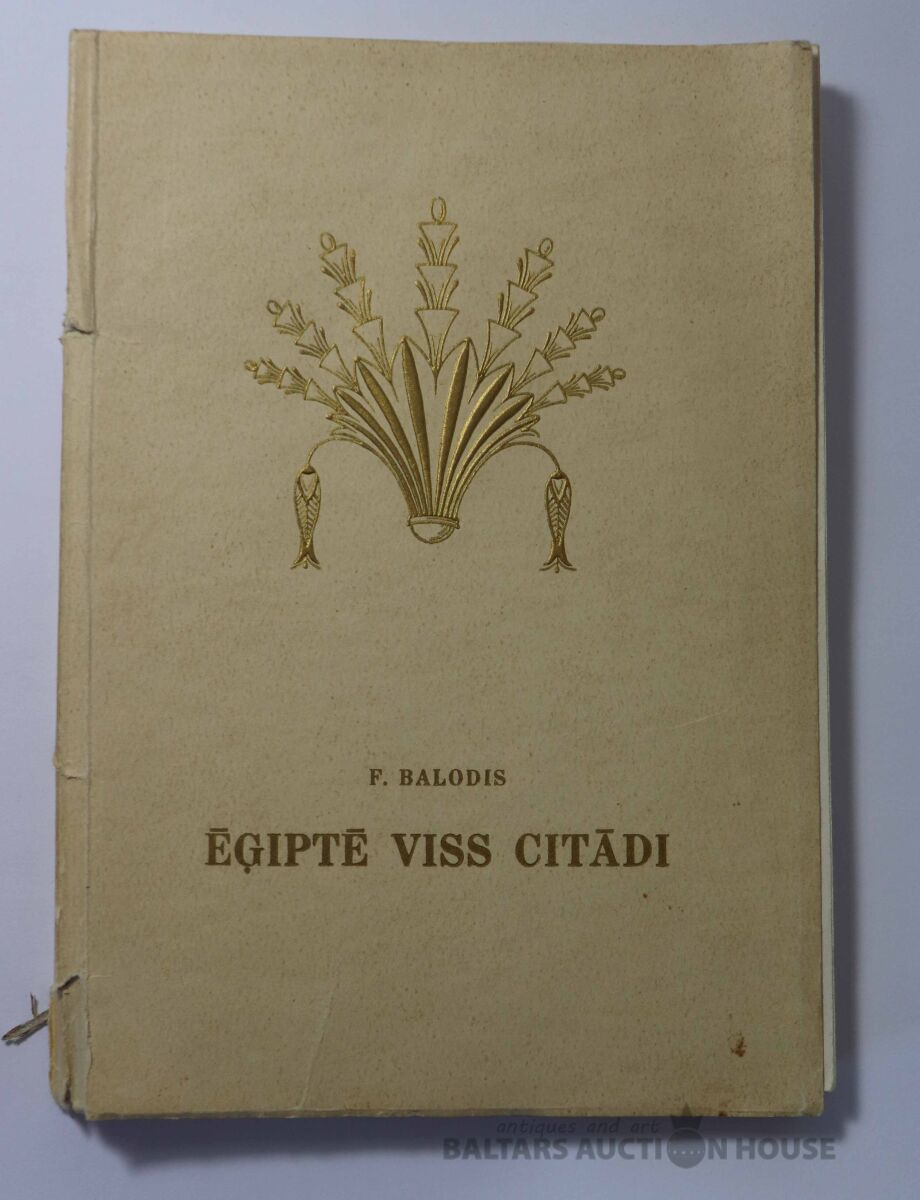 F. BALODIS
ĒĢIPTĒ VISS CITĀDI
antiques and art
BALTARS AUCTION HOUSE